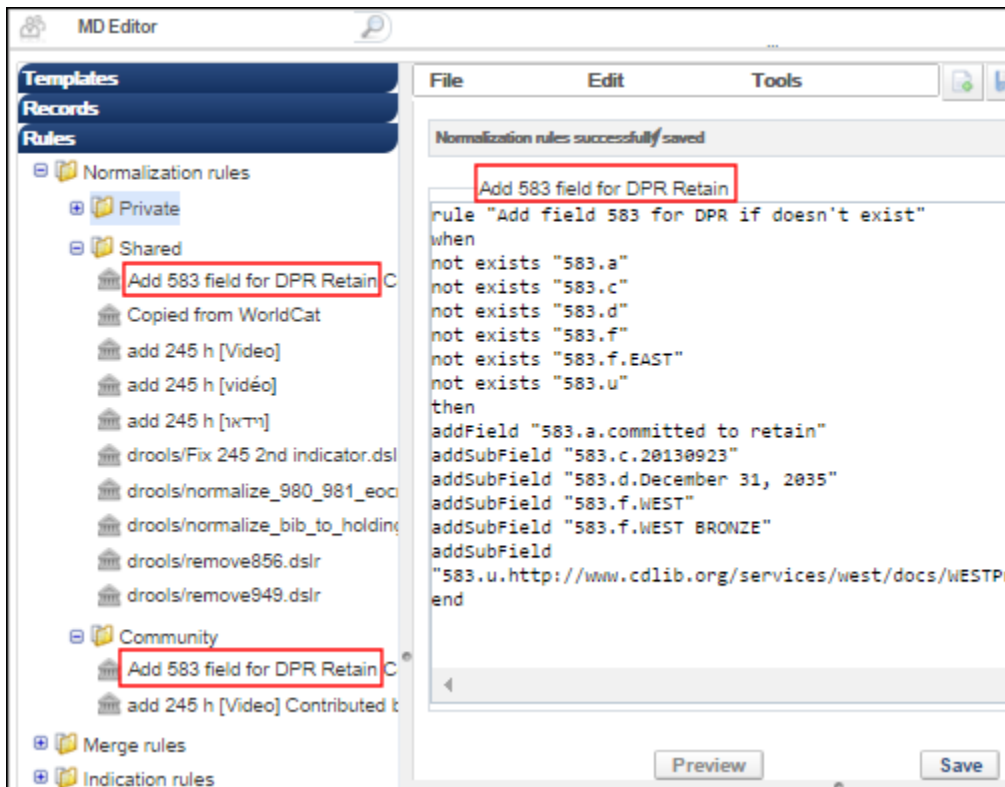 MD Editor
...
Templates
Records
Rules
Normalization rules
Private
Shared
Add 583 field for DPR Retain C
Copied from WorldCat
add 245 h [Video]
add 245 h [vidéo]
add 245 h [וידאו]
drools/Fix 245 2nd indicator.dsl
drools/normalize_980_981_eoc
drools/normalize_bib_to_holding
drools/remove856.dslr
drools/remove949.dslr
Community
Add 583 field for DPR Retain C
add 245 h [Video] Contributed b
Merge rules
Indication rules
File Edit Tools
Normalization rules successfully saved
Add 583 field for DPR Retain
rule "Add field 583 for DPR if doesn't exist"
when
not exists "583.a"
not exists "583.c"
not exists "583.d"
not exists "583.f"
not exists "583.f.EAST"
not exists "583.u"
then
addField "583.a.committed to retain"
addSubField "583.c.20130923"
addSubField "583.d.December 31, 2035"
addSubField "583.f.WEST"
addSubField "583.f.WEST BRONZE"
addSubField
"583.u.http://www.cdlib.org/services/west/docs/WESTP
end
Preview Save